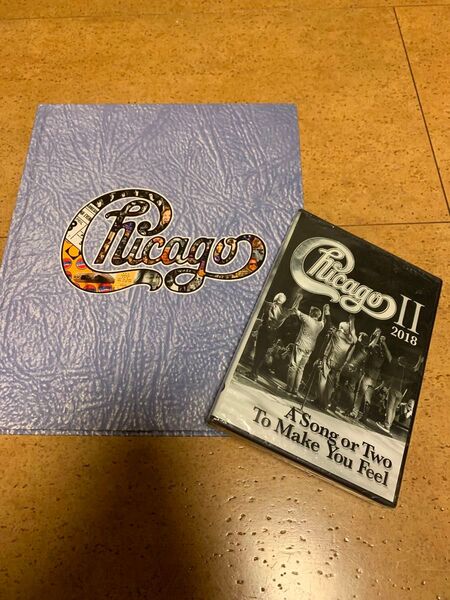 Chicago
Chicago II
2018
A Song or Two
To Make You Feel